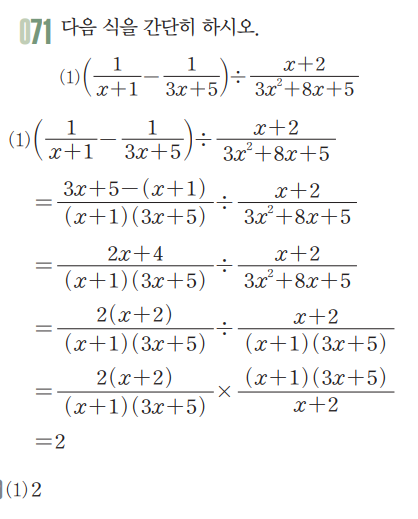 071 다음 식을 간단히 하시오.
(1) (1/(x+1) − 1/(3x+5)) ÷ (x+2)/(3x²+8x+5)
(1) (1/(x+1) − 1/(3x+5)) ÷ (x+2)/(3x²+8x+5)
= (3x+5−(x+1))/((x+1)(3x+5)) ÷ (x+2)/(3x²+8x+5)
= (2x+4)/((x+1)(3x+5)) ÷ (x+2)/(3x²+8x+5)
= (2(x+2))/((x+1)(3x+5)) ÷ (x+2)/((x+1)(3x+5))
= (2(x+2))/((x+1)(3x+5)) × ((x+1)(3x+5))/(x+2)
=2
(1) 2